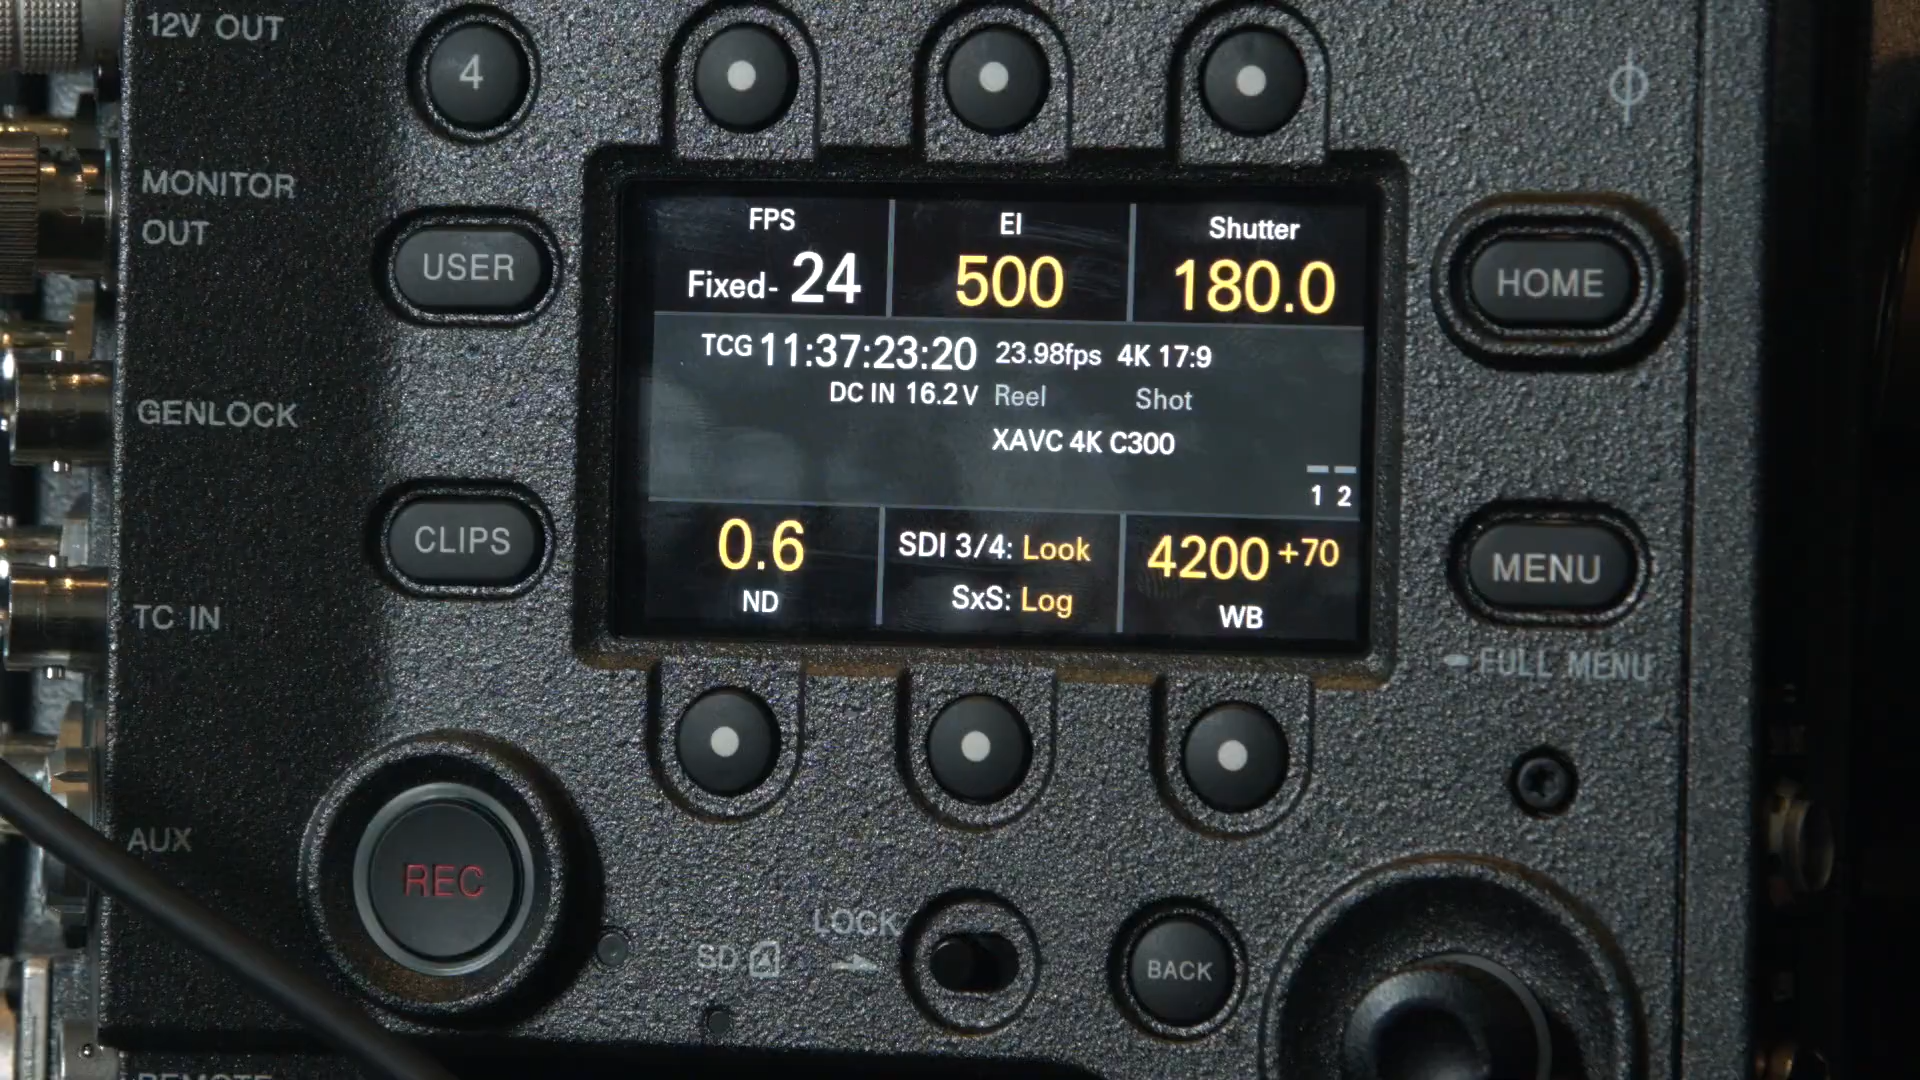 12V OUT
4
MONITOR
OUT
USER
FPS
Fixed- 24
EI
500
Shutter
180.0
HOME
TCG 11:37:23:20 23.98fps 4K 17:9
DC IN 16.2V Reel Shot
XAVC 4K C300
1 2
GENLOCK
CLIPS
0.6
ND
SDI 3/4: Look
SxS: Log
4200 +70
WB
MENU
FULL MENU
TC IN
AUX
REC
SD
LOCK
BACK
REMOTE